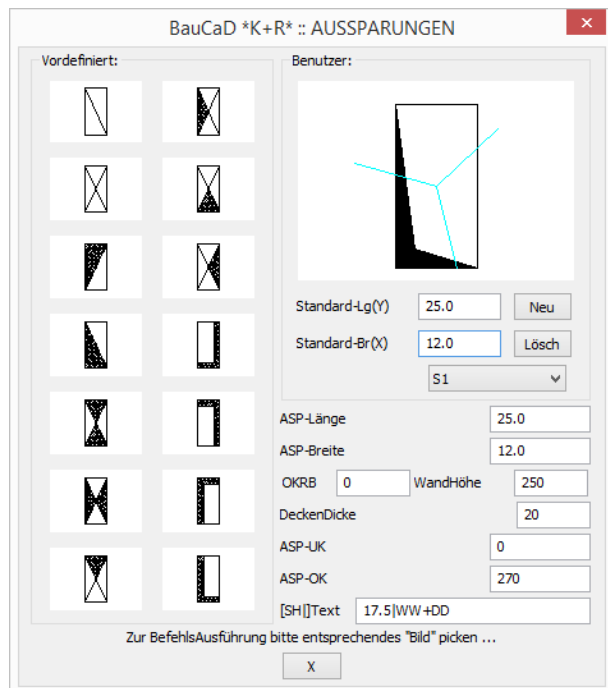 BauCaD *K+R* :: AUSSPARUNGEN
Vordefiniert:
Benutzer:
Standard-Lg(Y) 25.0 Neu
Standard-Br(X) 12.0 Lösch
S1
ASP-Länge 25.0
ASP-Breite 12.0
OKRB 0 WandHöhe 250
DeckenDicke 20
ASP-UK 0
ASP-OK 270
[SH|]Text 17.5|WW+DD
Zur BefehlsAusführung bitte entsprechendes "Bild" picken ...
X